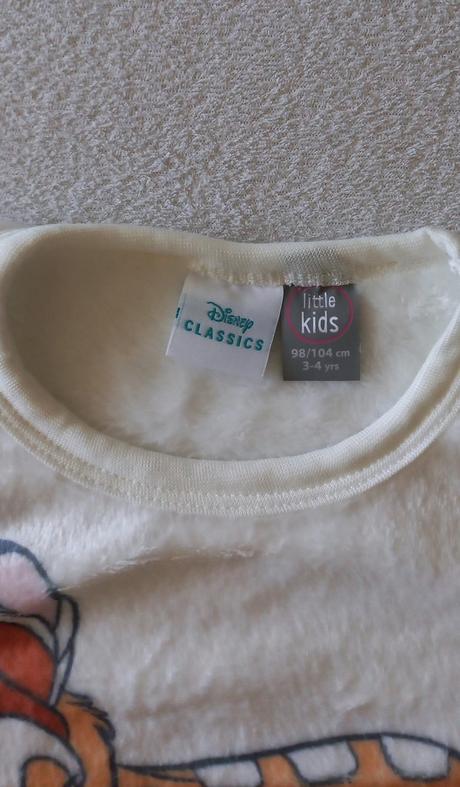 Disney
CLASSICS
little
kids
98/104 cm
3-4 yrs